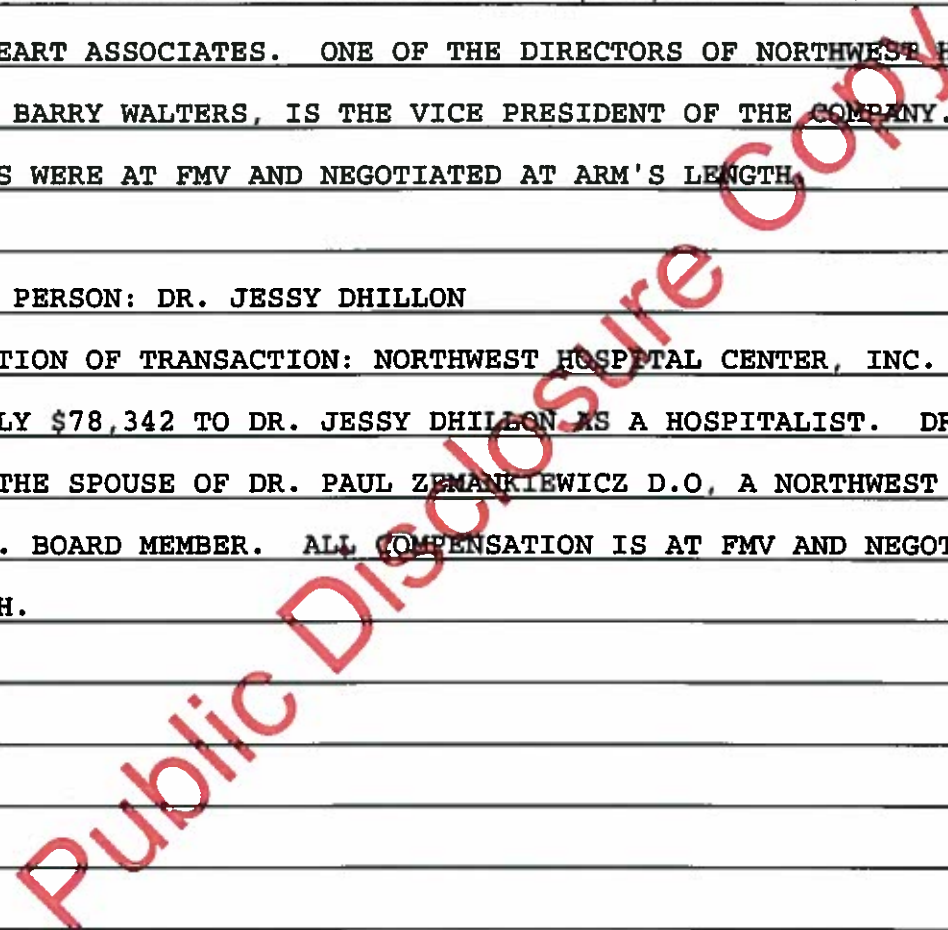 EART ASSOCIATES. ONE OF THE DIRECTORS OF NORTHWEST H
BARRY WALTERS, IS THE VICE PRESIDENT OF THE COMPANY.
S WERE AT FMV AND NEGOTIATED AT ARM'S LENGTH.
PERSON: DR. JESSY DHILLON
TION OF TRANSACTION: NORTHWEST HOSPITAL CENTER, INC.
LY $78,342 TO DR. JESSY DHILLON AS A HOSPITALIST. DR
THE SPOUSE OF DR. PAUL ZEMANKIEWICZ D.O, A NORTHWEST
. BOARD MEMBER. ALL COMPENSATION IS AT FMV AND NEGOT
H.
Public Disclosure Copy